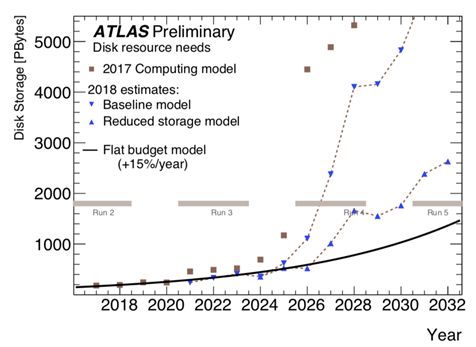 ATLAS Preliminary
Disk resource needs
2017 Computing model
2018 estimates:
Baseline model
Reduced storage model
Flat budget model
(+15%/year)
Disk Storage [PBytes]
5000
4000
3000
2000
1000
Run 2
Run 3
Run 4
Run 5
2018 2020 2022 2024 2026 2028 2030 2032
Year